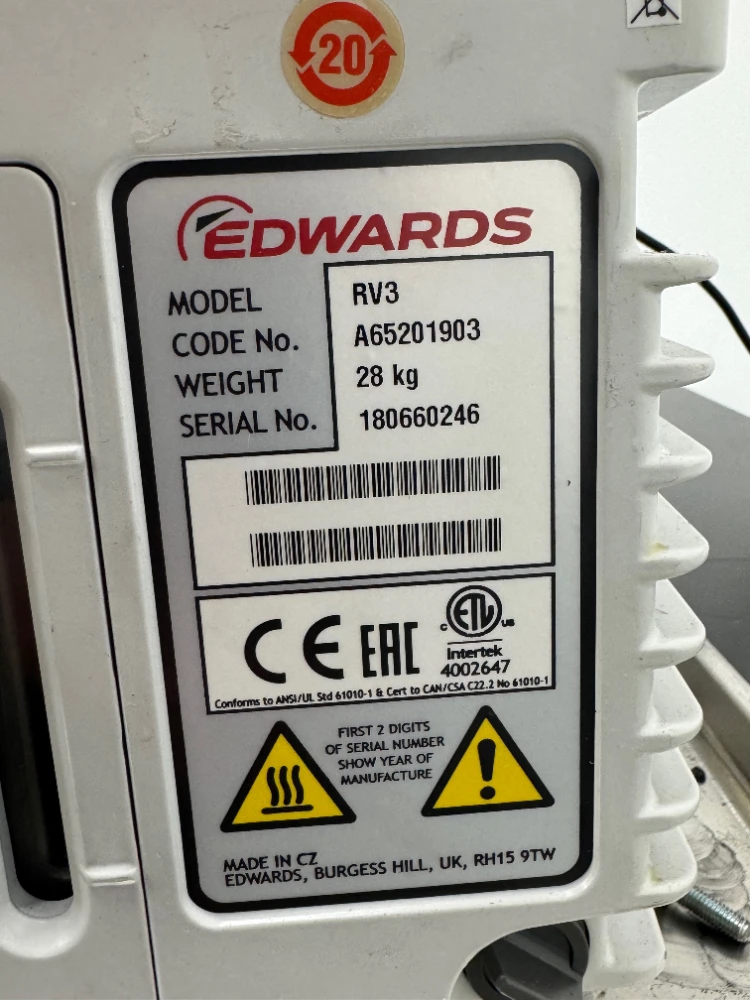 20
EDWARDS
MODEL RV3
CODE No. A65201903
WEIGHT 28 kg
SERIAL No. 180660246
CE EAC C ETL US
Intertek
4002647
Conforms to ANSI/UL Std 61010-1 & Cert to CAN/CSA C22.2 No 61010-1
FIRST 2 DIGITS
OF SERIAL NUMBER
SHOW YEAR OF
MANUFACTURE
MADE IN CZ
EDWARDS, BURGESS HILL, UK, RH15 9TW